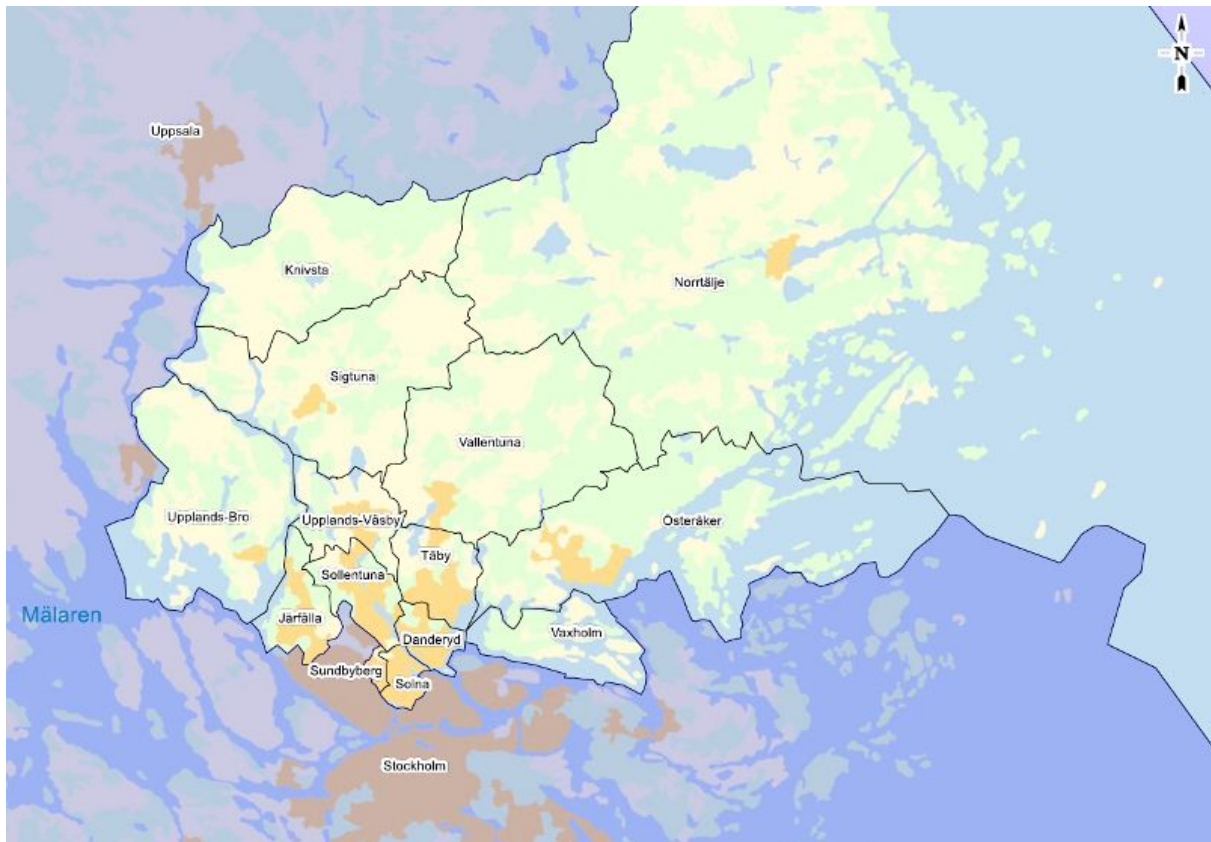 N
Uppsala
Knivsta
Norrtälje
Sigtuna
Vallentuna
Upplands-Bro
Upplands-Väsby
Österåker
Täby
Sollentuna
Mälaren
Järfälla
Vaxholm
Danderyd
Sundbyberg
Solna
Stockholm